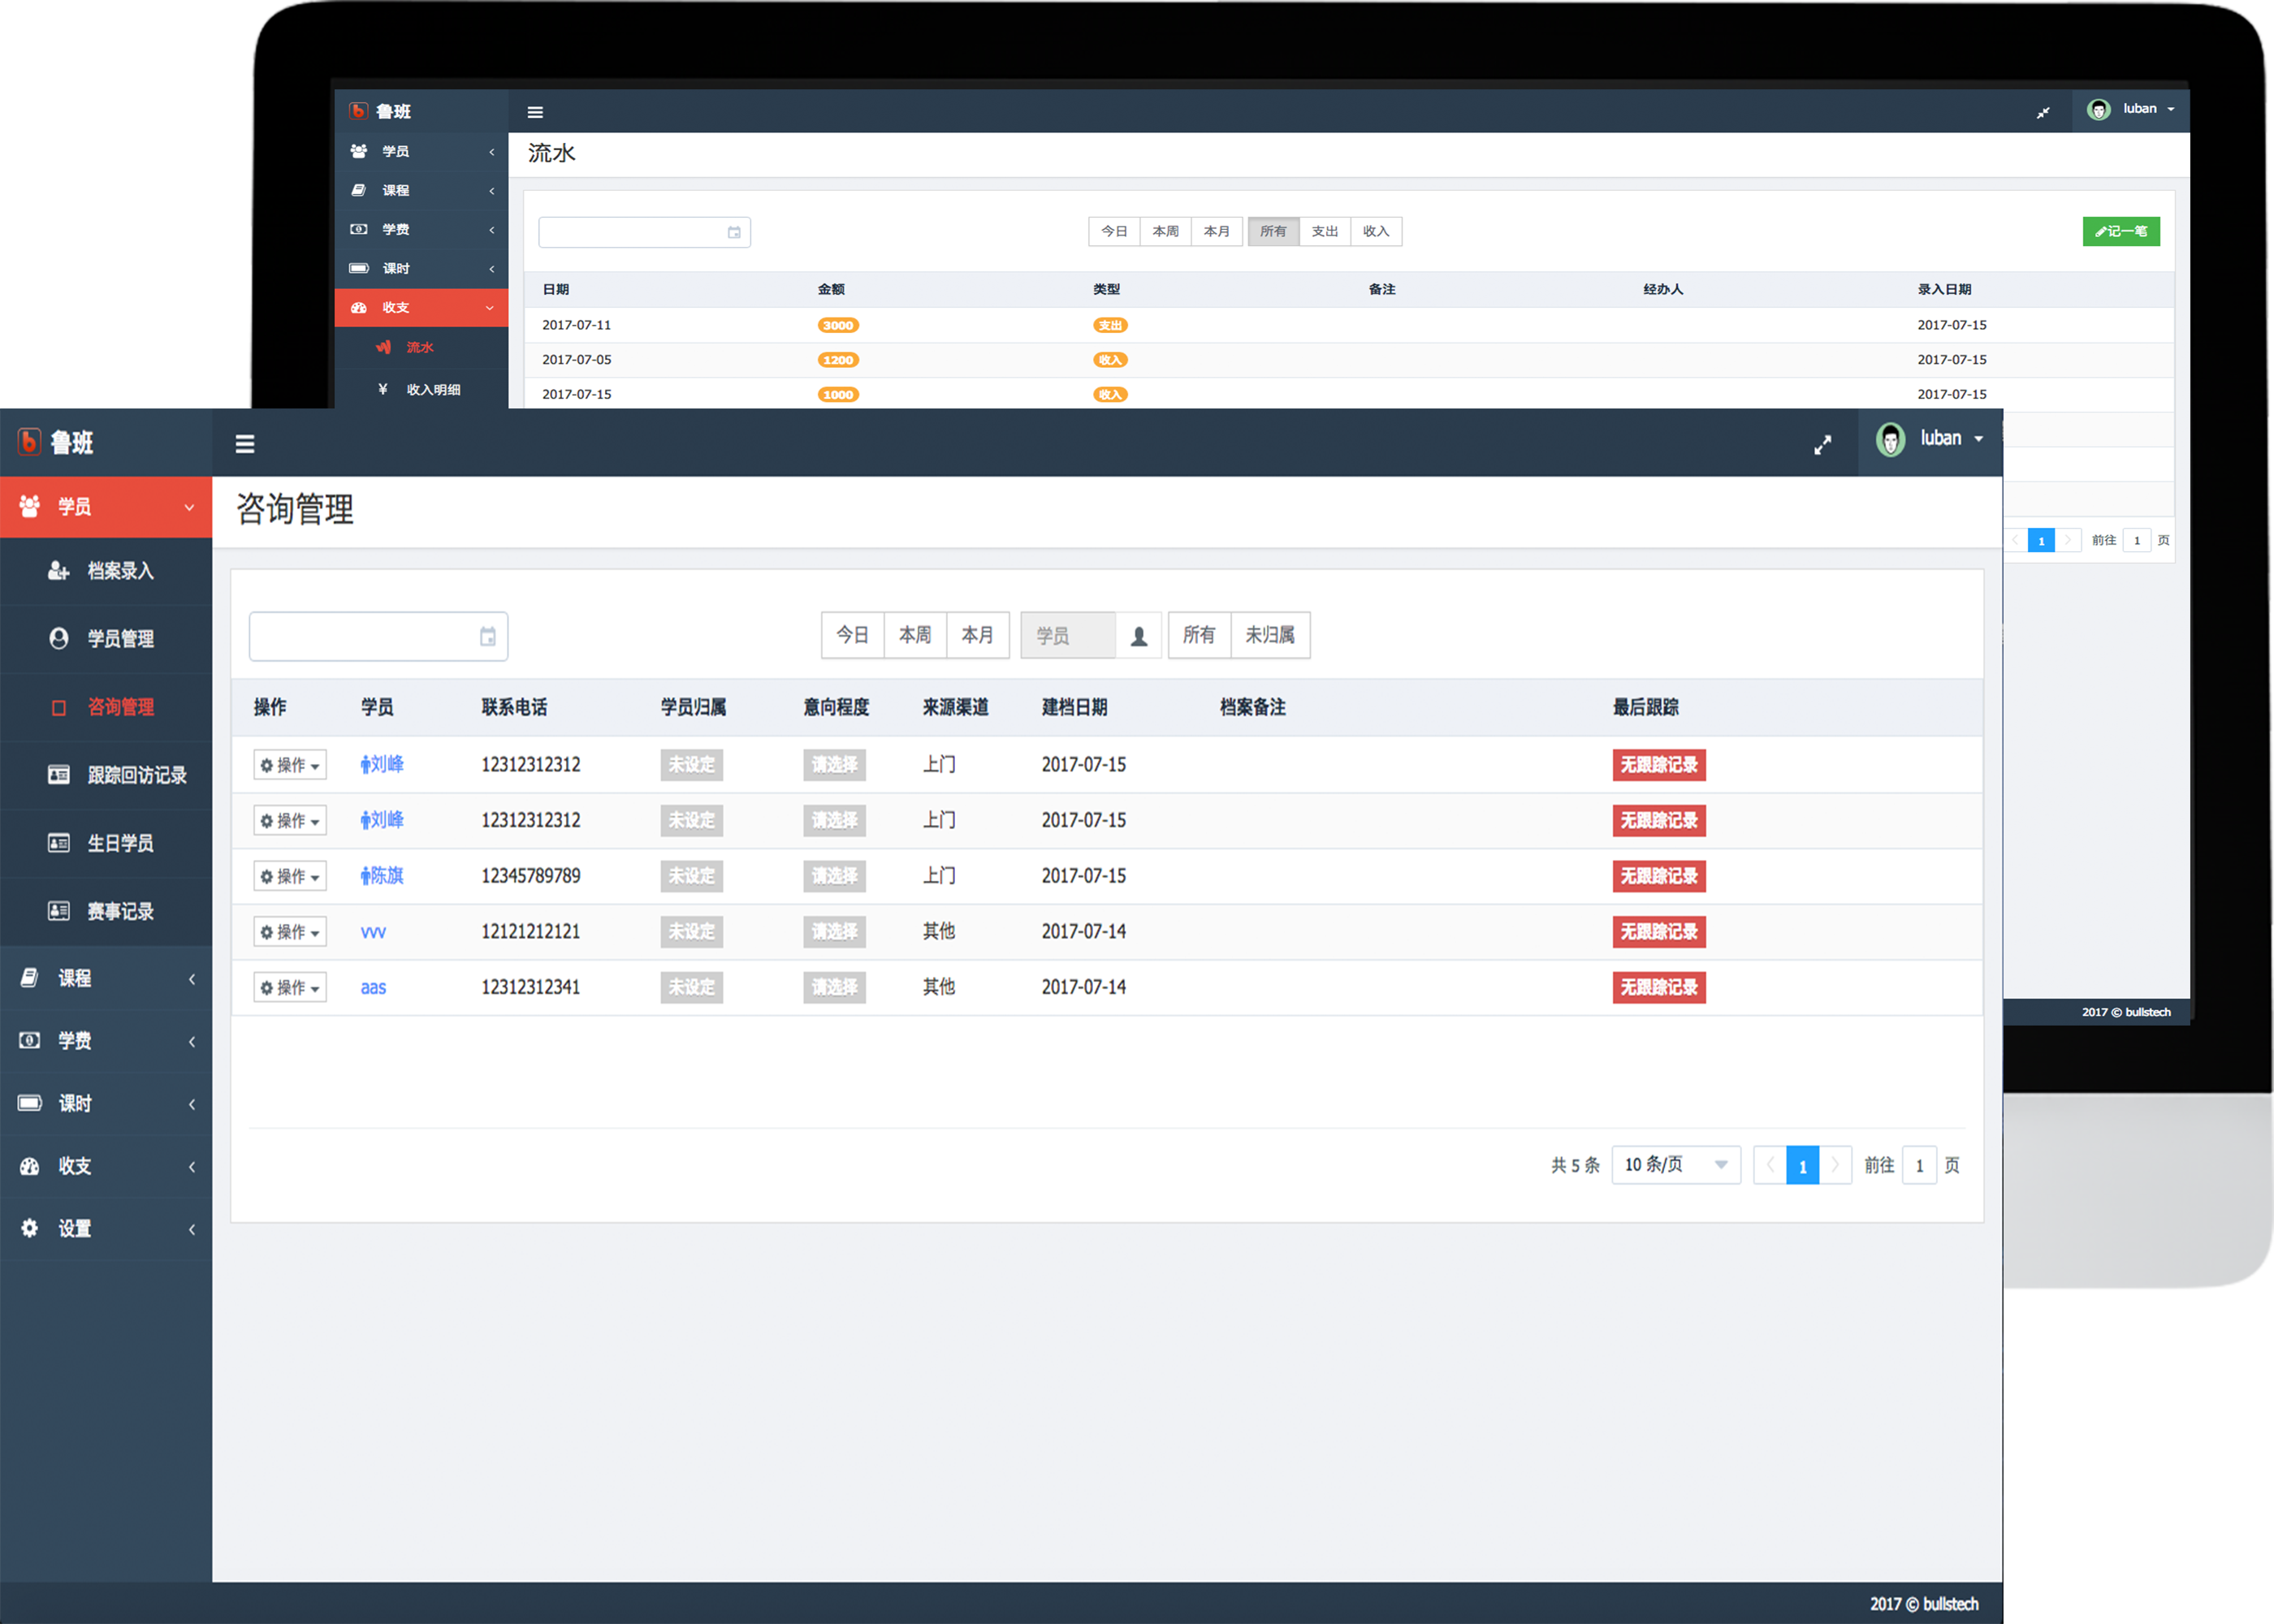 鲁班
luban
学员
流水
课程
学费
今日 本周 本月 所有 支出 收入 记一笔
课时
日期 金额 类型 备注 经办人 录入日期
收支
2017-07-11 3000 支出 2017-07-15
流水
2017-07-05 1200 收入 2017-07-15
¥ 收入明细
2017-07-15 1000 收入 2017-07-15
1 前往 1 页
2017 © bullstech
鲁班
luban
学员
咨询管理
档案录入
学员管理
咨询管理
跟踪回访记录
生日学员
赛事记录
课程
学费
课时
收支
设置
今日 本周 本月 学员 所有 未归属
操作 学员 联系电话 学员归属 意向程度 来源渠道 建档日期 档案备注 最后跟踪
操作 刘峰 12312312312 未设定 请选择 上门 2017-07-15 无跟踪记录
操作 刘峰 12312312312 未设定 请选择 上门 2017-07-15 无跟踪记录
操作 陈旗 12345789789 未设定 请选择 上门 2017-07-15 无跟踪记录
操作 vvv 12121212121 未设定 请选择 其他 2017-07-14 无跟踪记录
操作 aas 12312312341 未设定 请选择 其他 2017-07-14 无跟踪记录
共 5 条 10 条/页 1 前往 1 页
2017 © bullstech